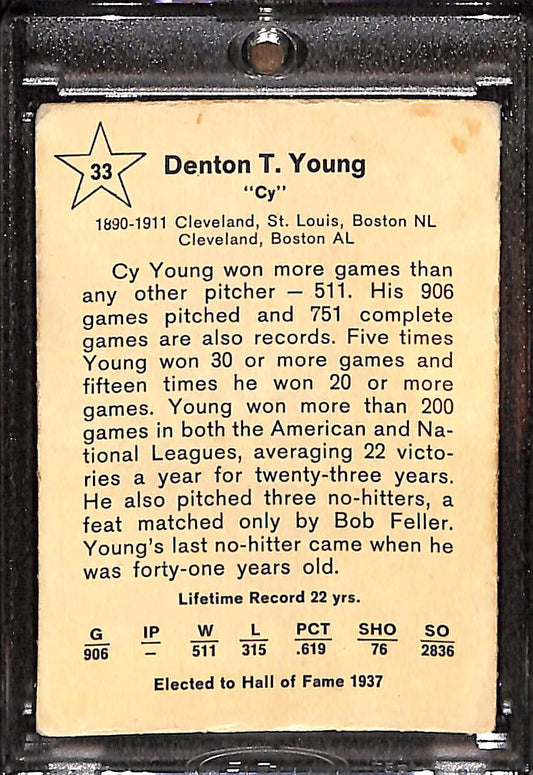 33
Denton T. Young
"Cy"
1890-1911 Cleveland, St. Louis, Boston NL
Cleveland, Boston AL
Cy Young won more games than
any other pitcher — 511. His 906
games pitched and 751 complete
games are also records. Five times
Young won 30 or more games and
fifteen times he won 20 or more
games. Young won more than 200
games in both the American and Na-
tional Leagues, averaging 22 victo-
ries a year for twenty-three years.
He also pitched three no-hitters, a
feat matched only by Bob Feller.
Young's last no-hitter came when he
was forty-one years old.
Lifetime Record 22 yrs.
G IP W L PCT SHO SO
906 — 511 315 .619 76 2836
Elected to Hall of Fame 1937